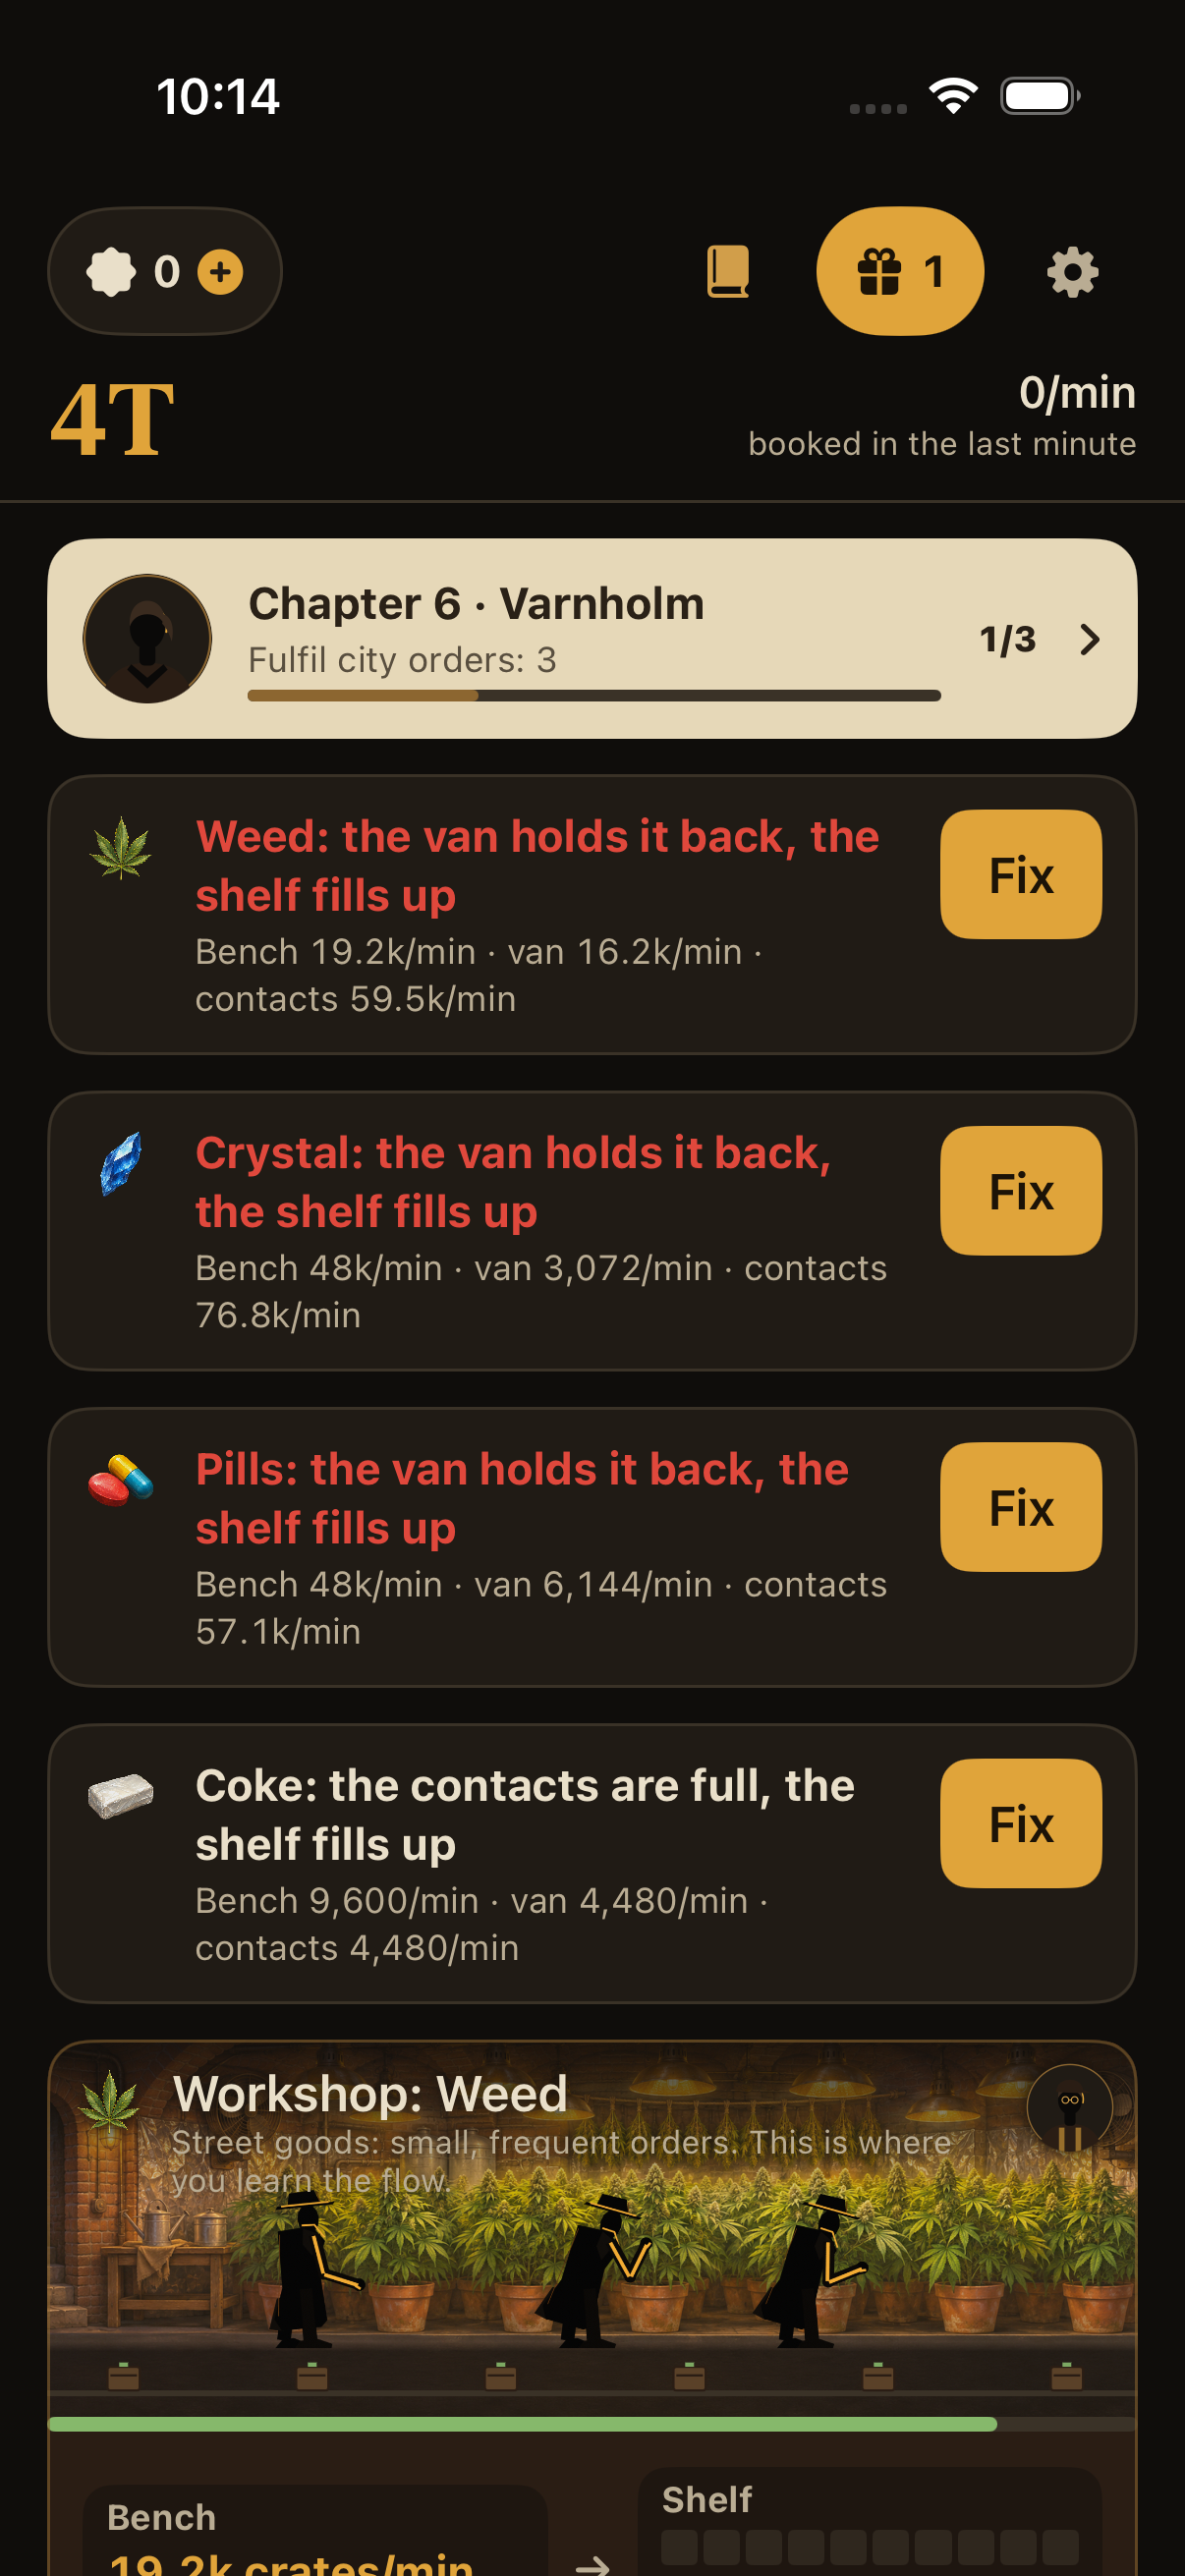 10:14
0
1
4T
0/min
booked in the last minute
Chapter 6 · Varnholm
Fulfil city orders: 3
1/3
Weed: the van holds it back, the
shelf fills up
Bench 19.2k/min · van 16.2k/min ·
contacts 59.5k/min
Fix
Crystal: the van holds it back,
the shelf fills up
Bench 48k/min · van 3,072/min · contacts
76.8k/min
Fix
Pills: the van holds it back, the
shelf fills up
Bench 48k/min · van 6,144/min · contacts
57.1k/min
Fix
Coke: the contacts are full, the
shelf fills up
Bench 9,600/min · van 4,480/min ·
contacts 4,480/min
Fix
Workshop: Weed
Street goods: small, frequent orders. This is where
you learn the flow.
Bench
19.2k crates/min
Shelf